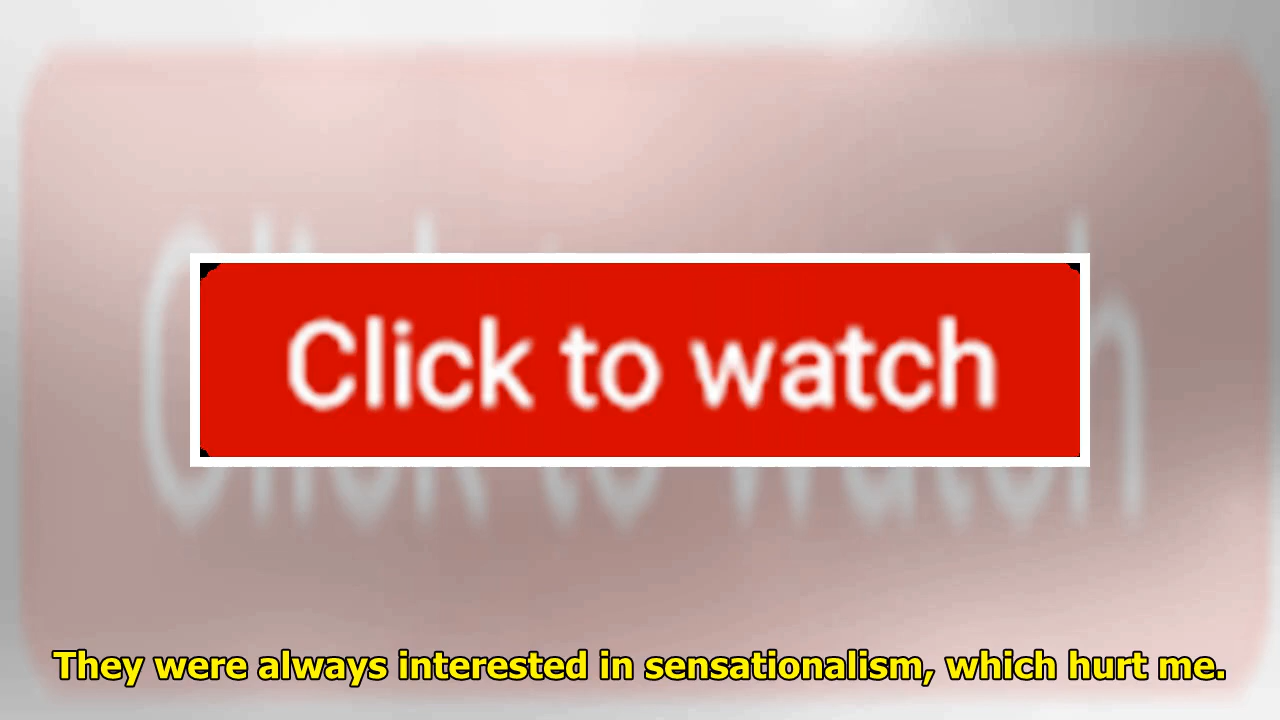 Click to watch
They were always interested in sensationalism, which hurt me.